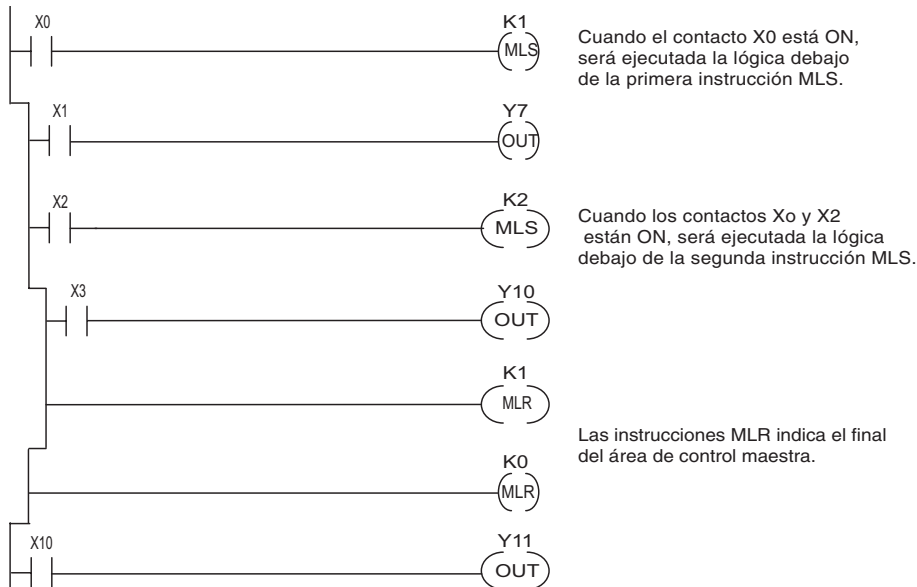 X0
K1
MLS
Cuando el contacto X0 está ON,
será ejecutada la lógica debajo
de la primera instrucción MLS.
X1
Y7
OUT
X2
K2
MLS
Cuando los contactos Xo y X2
están ON, será ejecutada la lógica
debajo de la segunda instrucción MLS.
X3
Y10
OUT
K1
MLR
Las instrucciones MLR indica el final
del área de control maestra.
K0
MLR
X10
Y11
OUT